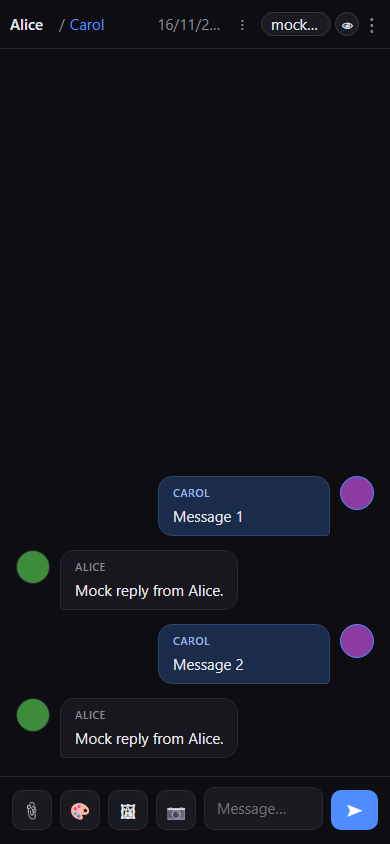 Alice / Carol 16/11/2... mock...
CAROL
Message 1
ALICE
Mock reply from Alice.
CAROL
Message 2
ALICE
Mock reply from Alice.
Message...